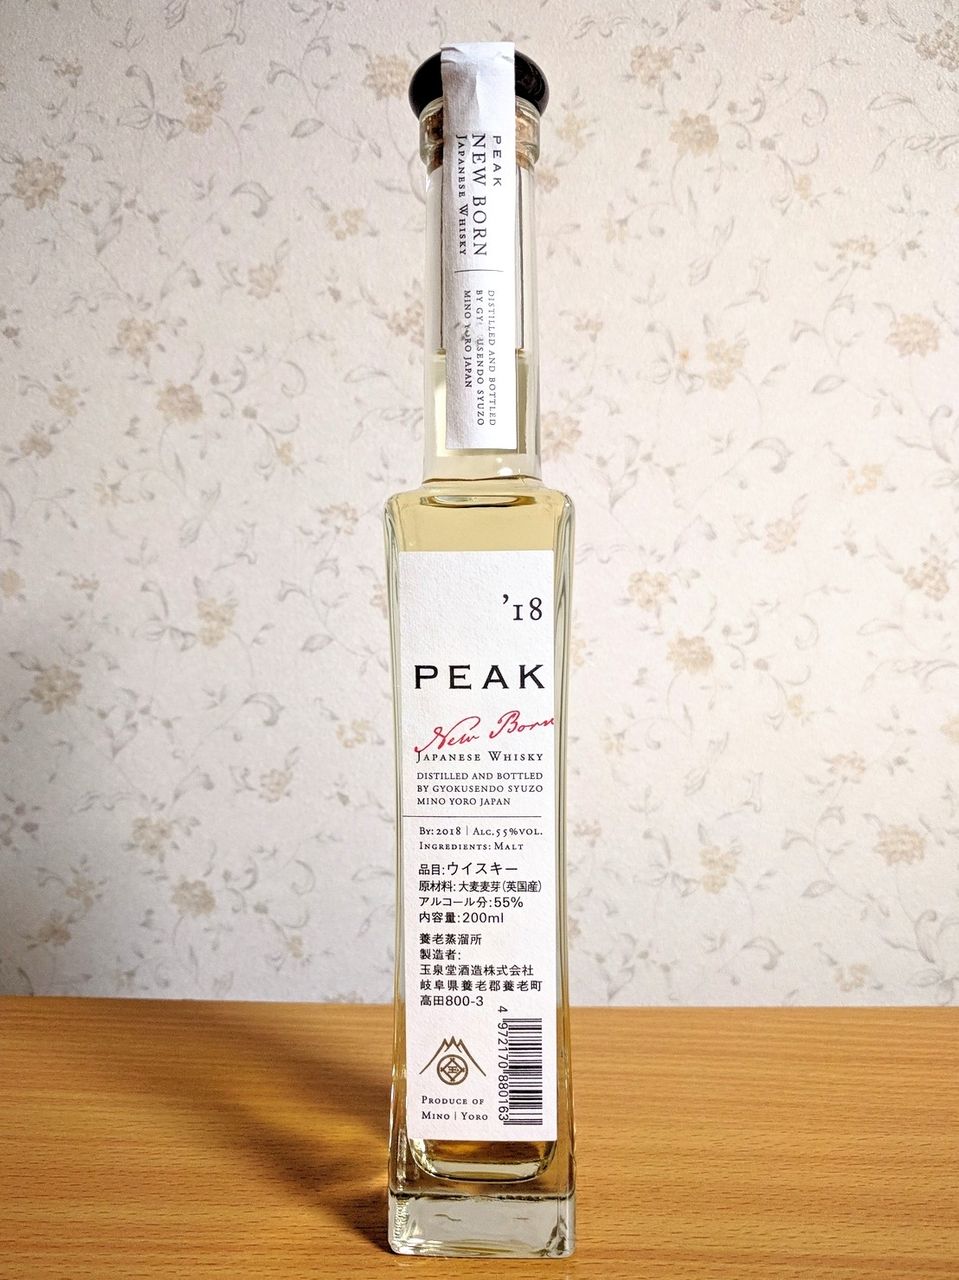 PEAK
NEW BORN
JAPANESE WHISKY
DISTILLED AND BOTTLED
BY GYOKUSENDO SYUZO
MINO YORO JAPAN
’18
PEAK
New Born
JAPANESE WHISKY
DISTILLED AND BOTTLED
BY GYOKUSENDO SYUZO
MINO YORO JAPAN
BY: 2018 | ALC. 55%VOL.
INGREDIENTS: MALT
品目:ウイスキー
原材料:大麦麦芽(英国産)
アルコール分:55%
内容量:200ml
養老蒸溜所
製造者:
玉泉堂酒造株式会社
岐阜県養老郡養老町
高田800-3
4 972170 880163
玉
PRODUCE OF
MINO | YORO